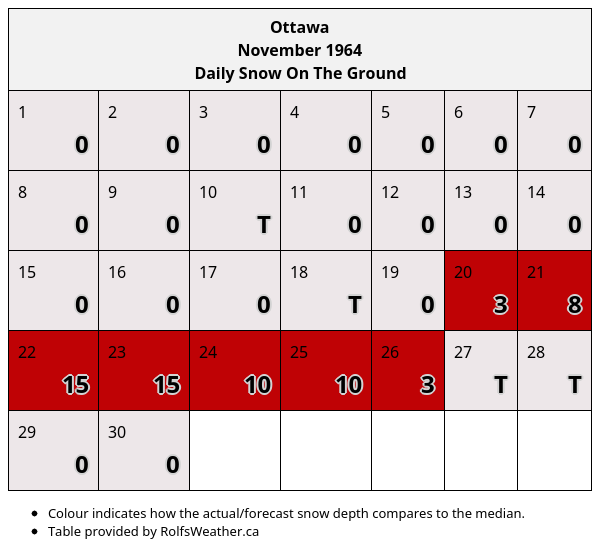 Ottawa
November 1964
Daily Snow On The Ground
1 2 3 4 5 6 7
0 0 0 0 0 0 0
8 9 10 11 12 13 14
0 0 T 0 0 0 0
15 16 17 18 19 20 21
0 0 0 T 0 3 8
22 23 24 25 26 27 28
15 15 10 10 3 T T
29 30
0 0
Colour indicates how the actual/forecast snow depth compares to the median.
Table provided by RolfsWeather.ca